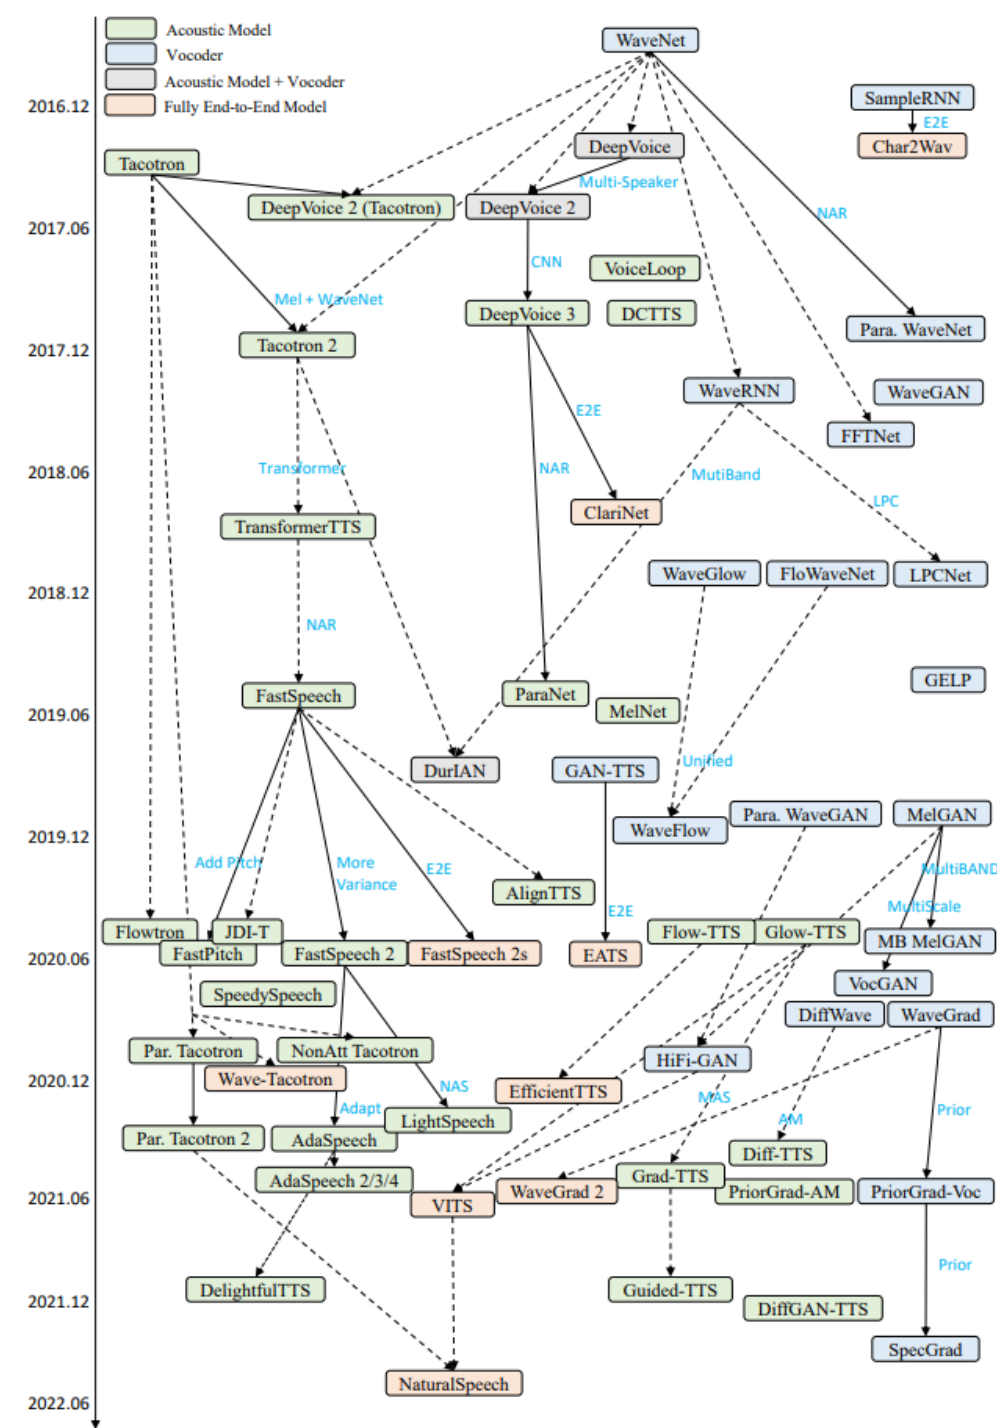 Acoustic Model
Vocoder
Acoustic Model + Vocoder
Fully End-to-End Model
WaveNet
2016.12
SampleRNN
E2E
Char2Wav
DeepVoice
Tacotron
Multi-Speaker
DeepVoice 2 (Tacotron)
DeepVoice 2
NAR
2017.06
CNN
VoiceLoop
Mel + WaveNet
DeepVoice 3
DCTTS
Para. WaveNet
Tacotron 2
2017.12
WaveRNN
WaveGAN
E2E
FFTNet
Transformer
NAR
MutiBand
2018.06
LPC
ClariNet
TransformerTTS
WaveGlow
FloWaveNet
LPCNet
2018.12
NAR
GELP
FastSpeech
ParaNet
MelNet
2019.06
Unified
DurIAN
GAN-TTS
Para. WaveGAN
MelGAN
WaveFlow
2019.12
Add Pitch
More
Variance
E2E
MultiBAND
AlignTTS
E2E
MultiScale
Flowtron
JDI-T
Flow-TTS
Glow-TTS
MB MelGAN
FastPitch
FastSpeech 2
FastSpeech 2s
EATS
2020.06
VocGAN
SpeedySpeech
DiffWave
WaveGrad
Par. Tacotron
NonAtt Tacotron
HiFi-GAN
Wave-Tacotron
2020.12
NAS
EfficientTTS
MAS
Adapt
Prior
LightSpeech
AM
Par. Tacotron 2
AdaSpeech
Diff-TTS
AdaSpeech 2/3/4
Grad-TTS
WaveGrad 2
PriorGrad-AM
PriorGrad-Voc
2021.06
VITS
Prior
DelightfulTTS
Guided-TTS
2021.12
DiffGAN-TTS
SpecGrad
NaturalSpeech
2022.06